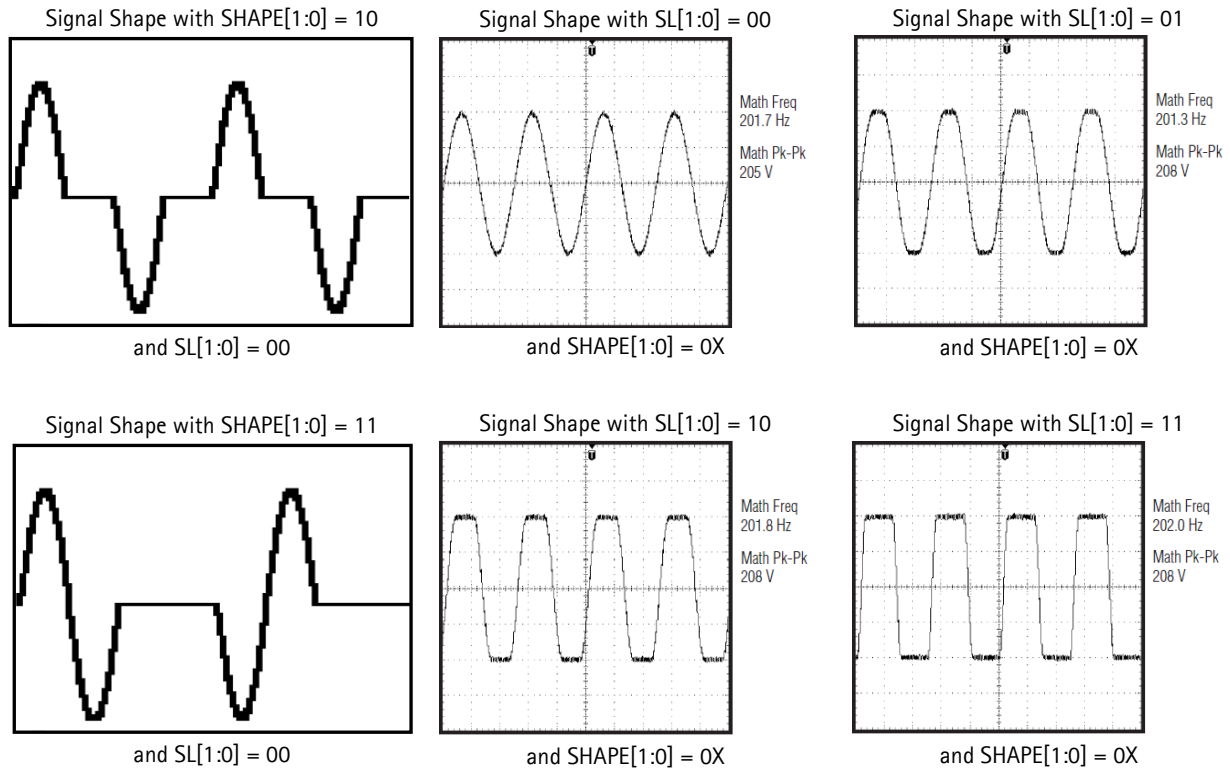 Signal Shape with SHAPE[1:0] = 10
and SL[1:0] = 00
Signal Shape with SL[1:0] = 00
T
Math Freq
201.7 Hz
Math Pk-Pk
205 V
and SHAPE[1:0] = 0X
Signal Shape with SL[1:0] = 01
T
Math Freq
201.3 Hz
Math Pk-Pk
208 V
and SHAPE[1:0] = 0X
Signal Shape with SHAPE[1:0] = 11
and SL[1:0] = 00
Signal Shape with SL[1:0] = 10
T
Math Freq
201.8 Hz
Math Pk-Pk
208 V
and SHAPE[1:0] = 0X
Signal Shape with SL[1:0] = 11
T
Math Freq
202.0 Hz
Math Pk-Pk
208 V
and SHAPE[1:0] = 0X